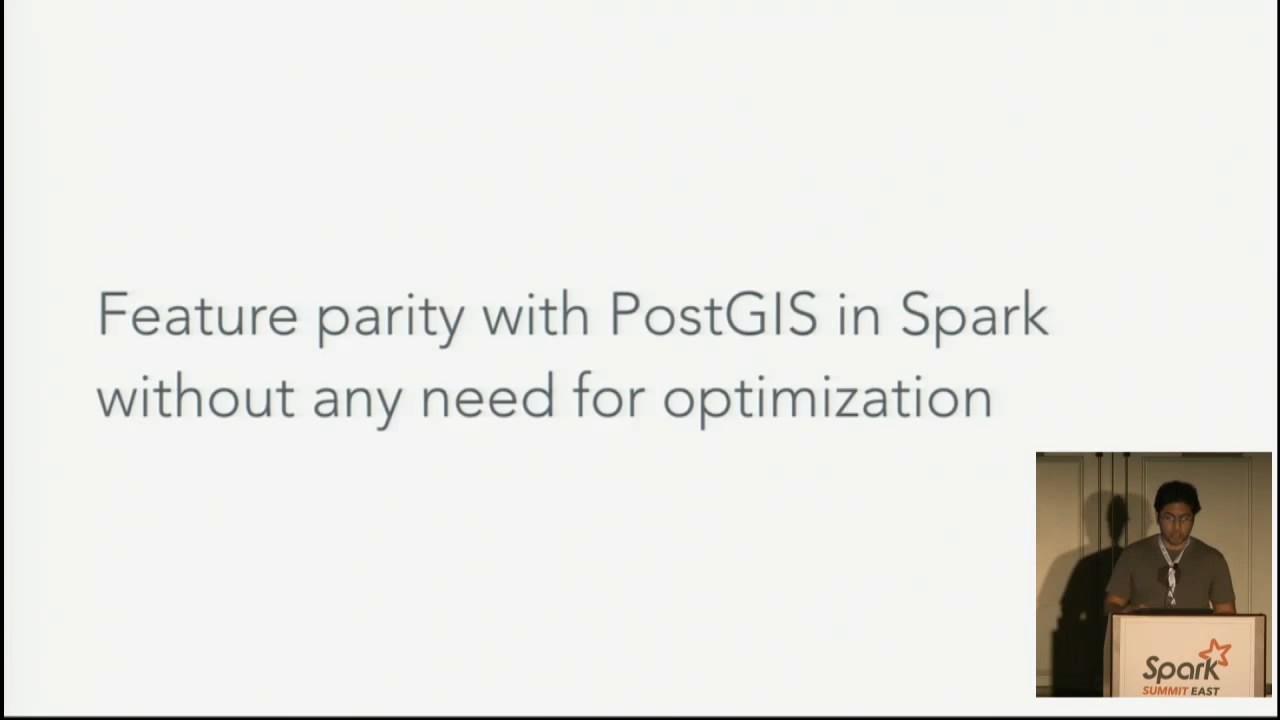 Feature parity with PostGIS in Spark
without any need for optimization
Spark
SUMMIT EAST